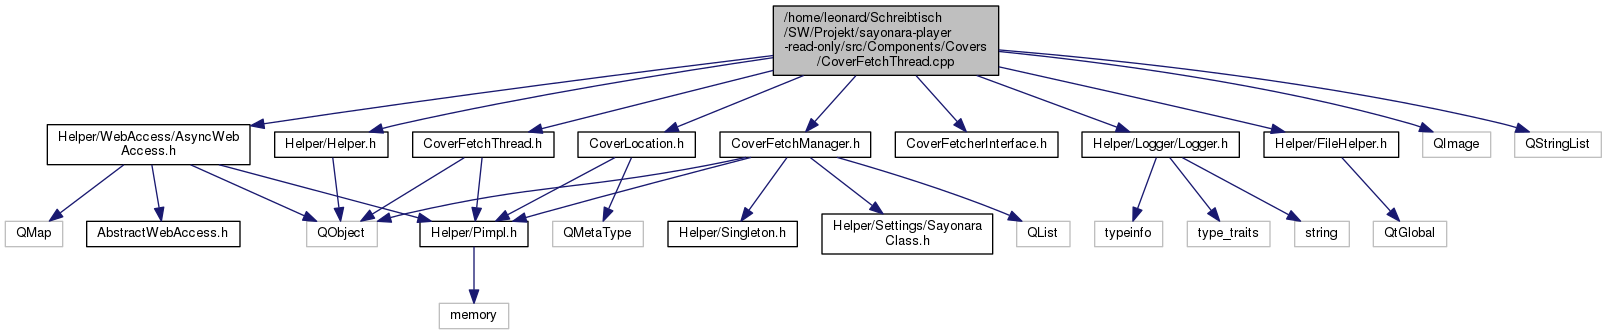 /home/leonard/Schreibtisch
/SW/Projekt/sayonara-player
-read-only/src/Components/Covers
/CoverFetchThread.cpp
Helper/WebAccess/AsyncWeb
Access.h
Helper/Helper.h
CoverFetchThread.h
CoverLocation.h
CoverFetchManager.h
CoverFetcherInterface.h
Helper/Logger/Logger.h
Helper/FileHelper.h
QImage
QStringList
QMap
AbstractWebAccess.h
QObject
Helper/Pimpl.h
QMetaType
Helper/Singleton.h
Helper/Settings/Sayonara
Class.h
QList
typeinfo
type_traits
string
QtGlobal
memory